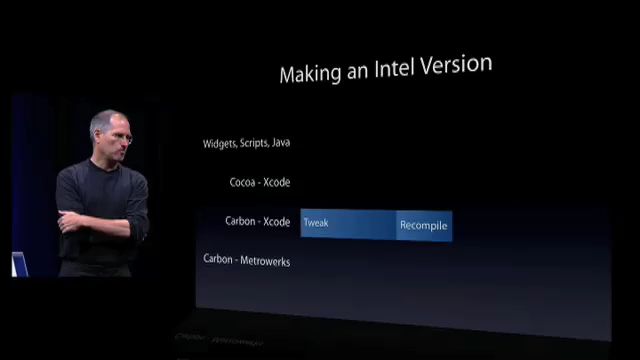 Making an Intel Version
Widgets, Scripts, Java
Cocoa - Xcode
Carbon - Xcode
Tweak
Recompile
Carbon - Metrowerks